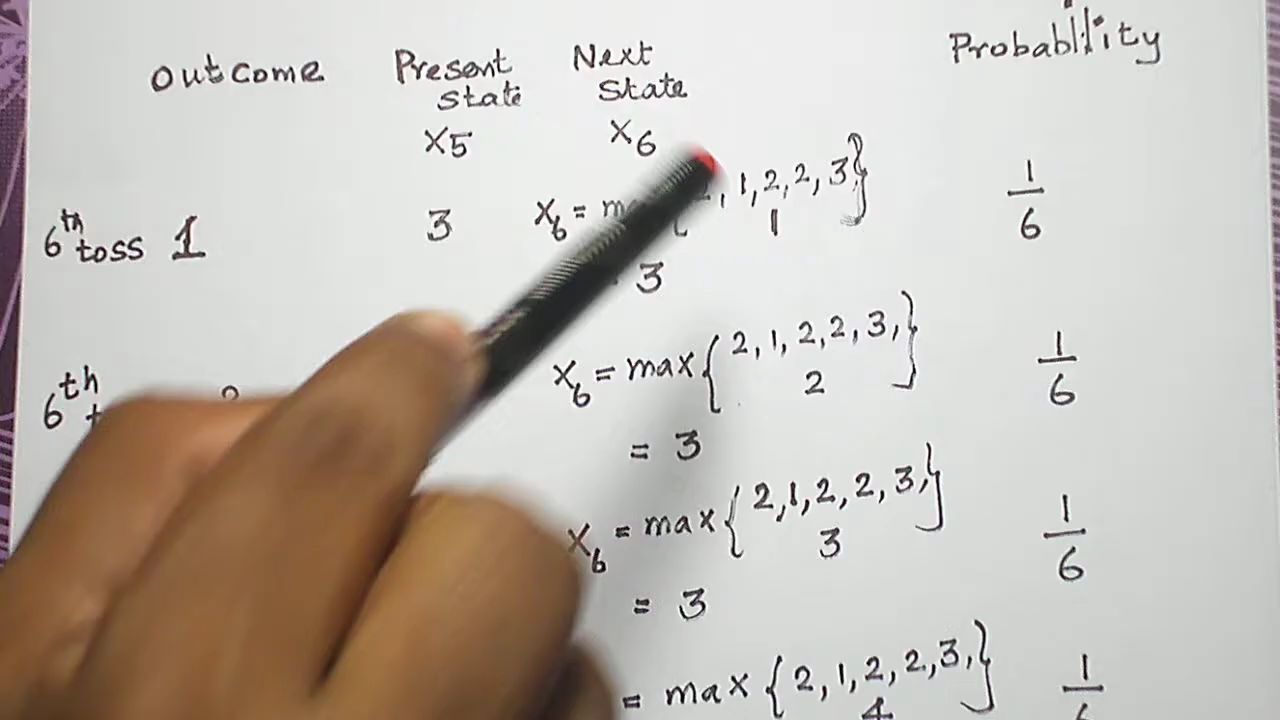 Outcome Present Next Probability
State State
X5 X6
6th toss 1 3 X6 = , 1, 2, 2, 3 } 1/6
{ 1
3
6th X6 = max { 2, 1, 2, 2, 3, } 1/6
2
= 3
X6 = max { 2, 1, 2, 2, 3, } 1/6
3
= 3
= max { 2, 1, 2, 2, 3, } 1/6
4